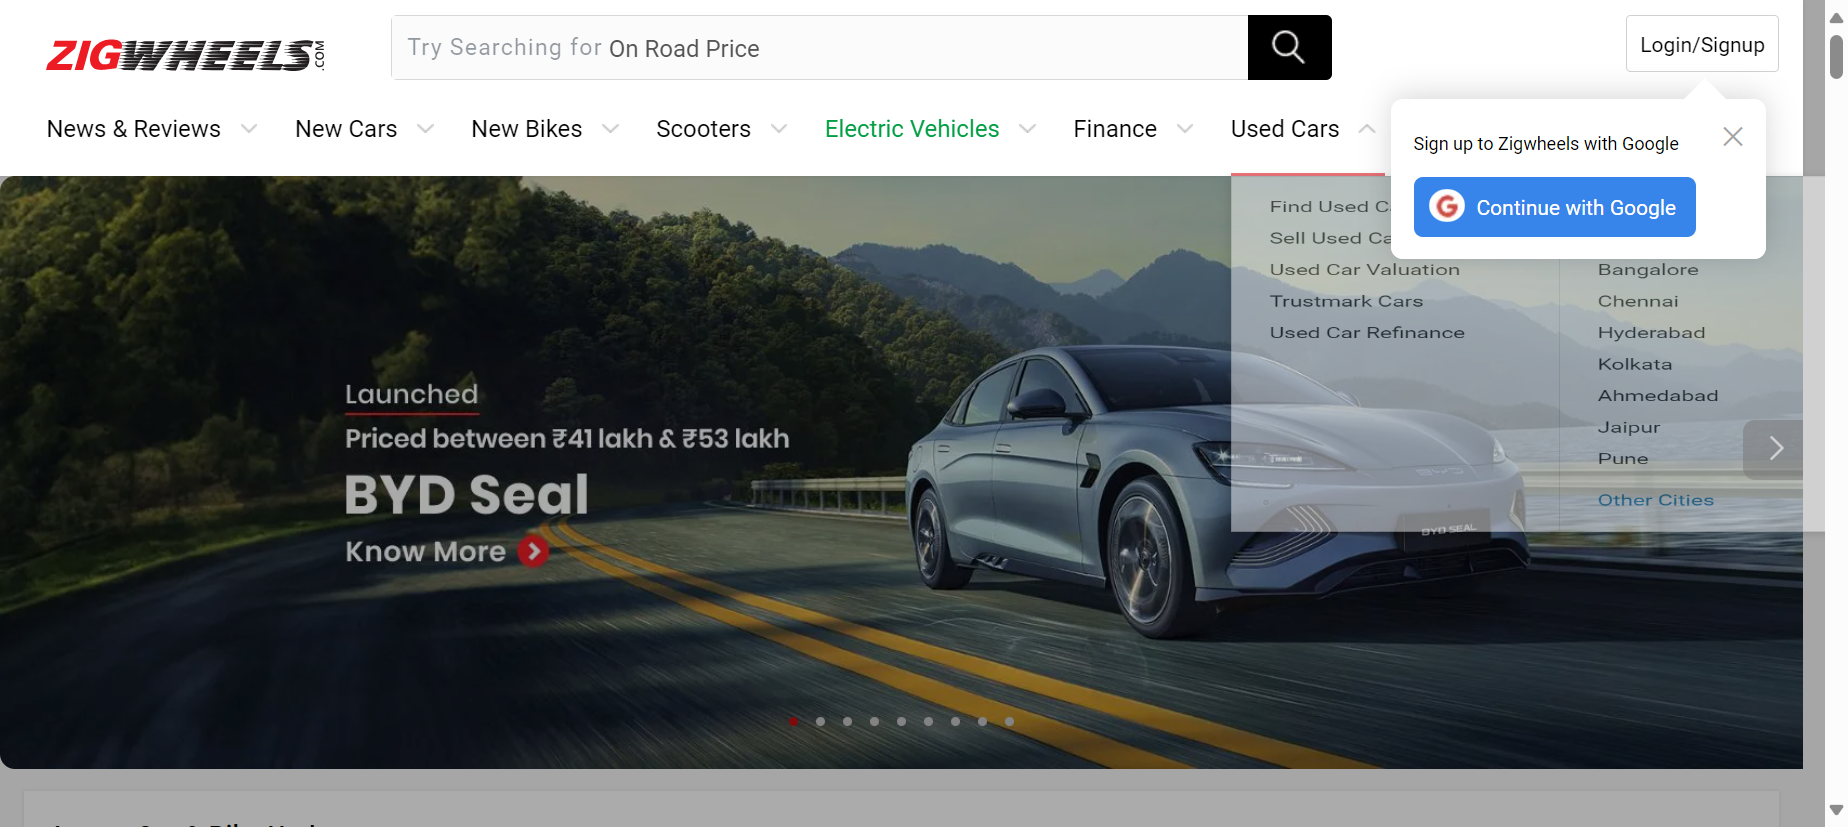 ZIGWHEELS.COM
Try Searching for On Road Price
Login/Signup
News & Reviews
New Cars
New Bikes
Scooters
Electric Vehicles
Finance
Used Cars
Sign up to Zigwheels with Google
Continue with Google
Find Used
Sell Used
Used Car Valuation
Trustmark Cars
Used Car Refinance
Bangalore
Chennai
Hyderabad
Kolkata
Ahmedabad
Jaipur
Pune
Other Cities
Launched
Priced between ₹41 lakh & ₹53 lakh
BYD Seal
Know More
BYD
BYD SEAL